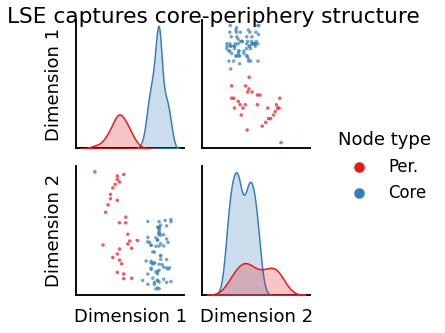 LSE captures core-periphery structure
Dimension 1
Dimension 2
Dimension 1
Dimension 2
Node type
Per.
Core